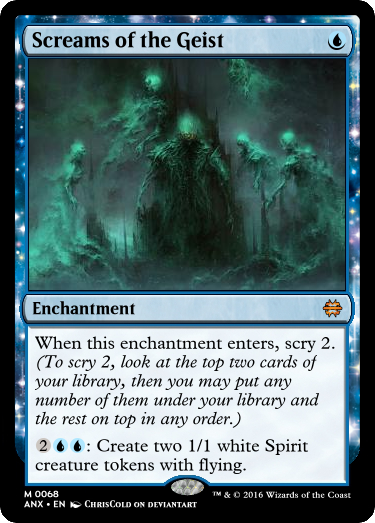 Screams of the Geist
Enchantment
When this enchantment enters, scry 2.
(To scry 2, look at the top two cards of
your library, then you may put any
number of them under your library and
the rest on top in any order.)
2: Create two 1/1 white Spirit
creature tokens with flying.
M 0068
ANX • EN ChrisCold on deviantart
™ & © 2016 Wizards of the Coast